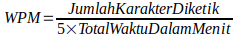 WPM = JumlahKarakterDiketik
5×TotalWaktuDalamMenit